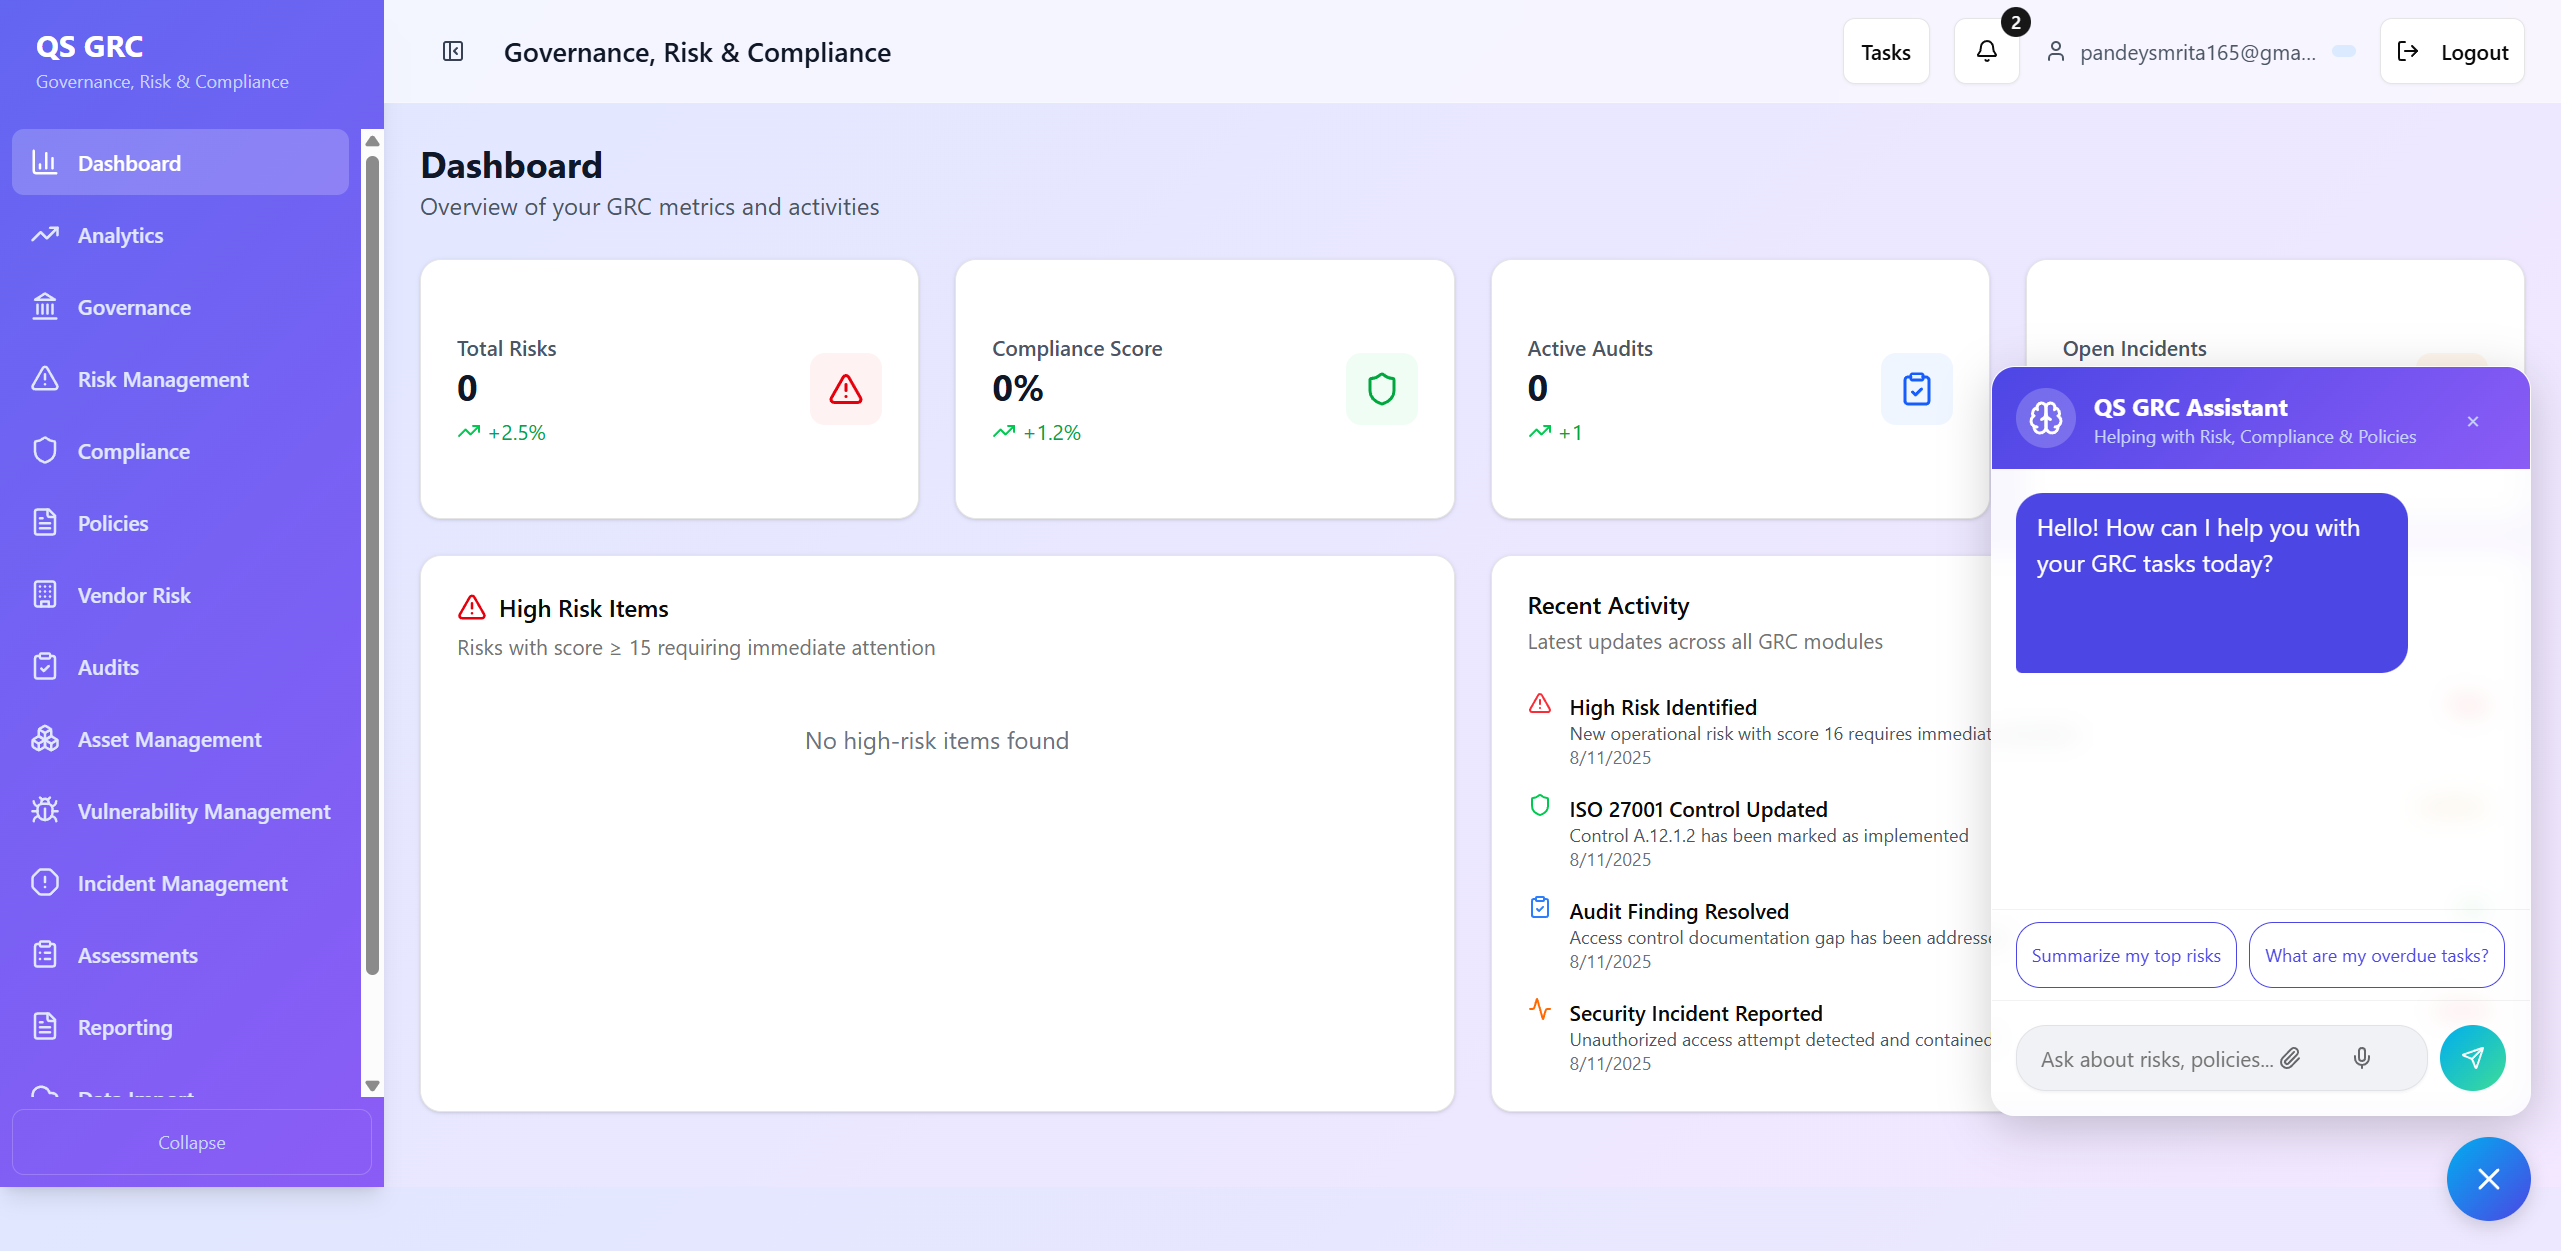 QS GRC
Governance, Risk & Compliance
Dashboard
Analytics
Governance
Risk Management
Compliance
Policies
Vendor Risk
Audits
Asset Management
Vulnerability Management
Incident Management
Assessments
Reporting
Data Import
Collapse
Governance, Risk & Compliance
Tasks
2
pandeysmrita165@gma...
Logout
Dashboard
Overview of your GRC metrics and activities
Total Risks
0
+2.5%
Compliance Score
0%
+1.2%
Active Audits
0
+1
Open Incidents
High Risk Items
Risks with score ≥ 15 requiring immediate attention
No high-risk items found
Recent Activity
Latest updates across all GRC modules
High Risk Identified
New operational risk with score 16 requires immediat
8/11/2025
ISO 27001 Control Updated
Control A.12.1.2 has been marked as implemented
8/11/2025
Audit Finding Resolved
Access control documentation gap has been addresse
8/11/2025
Security Incident Reported
Unauthorized access attempt detected and contained
8/11/2025
QS GRC Assistant
Helping with Risk, Compliance & Policies
×
Hello! How can I help you with
your GRC tasks today?
Summarize my top risks
What are my overdue tasks?
Ask about risks, policies...